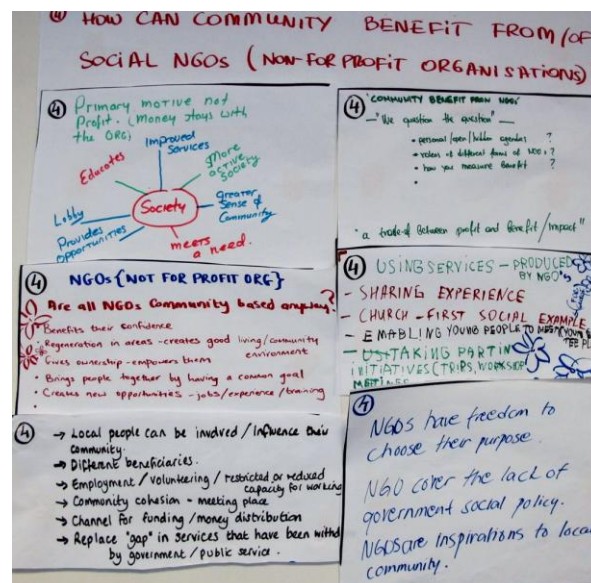 ④ HOW CAN COMMUNITY BENEFIT FROM/OF
SOCIAL NGOs (NON-FOR PROFIT ORGANISATIONS)
④ Primary motive not
Profit. (Money stays with
the ORG)
Improved
Services
Educates
More
active
Society
Society
Greater
Sense of
Community
Lobby
Provides
opportunities
meets
a need.
④ "COMMUNITY BENEFIT FROM NGOs"
"We question the question"
• personal/open/hidden agendas ?
• values of different forms of NGOs ?
• how you measure benefit ?
"a trade-of between profit and benefit/impact"
④ NGOs {NOT FOR PROFIT ORG}
Are all NGOs Community based anyway?
• Benefits their confidence
• Regeneration in areas - creates good living/community
environment
• Gives ownership - empowers them
• Brings people together by having a common goal
• Creates new opportunities - jobs/experience/training
④ USING SERVICES - PRODUCED
BY NGO's
- SHARING EXPERIENCE
- CHURCH - FIRST SOCIAL EXAMPLE
- EMABLING YOUNG PEOPLE TO MEET
- TAKING PART IN
INITIATIVES (TRIPS, WORKSHOP
④ → Local people can be involved / Influence their
community.
→ Different beneficiaries.
→ Employment / volunteering / restricted or reduced
capacity for working
→ Community cohesion - meeting place
→ Channel for funding / money distribution
→ Replace "gap" in services that have been withd
by government / public service.
④
NGOs have freedom to
choose their purpose.
NGO cover the lack of
government social policy.
NGOs are inspirations to local
community.